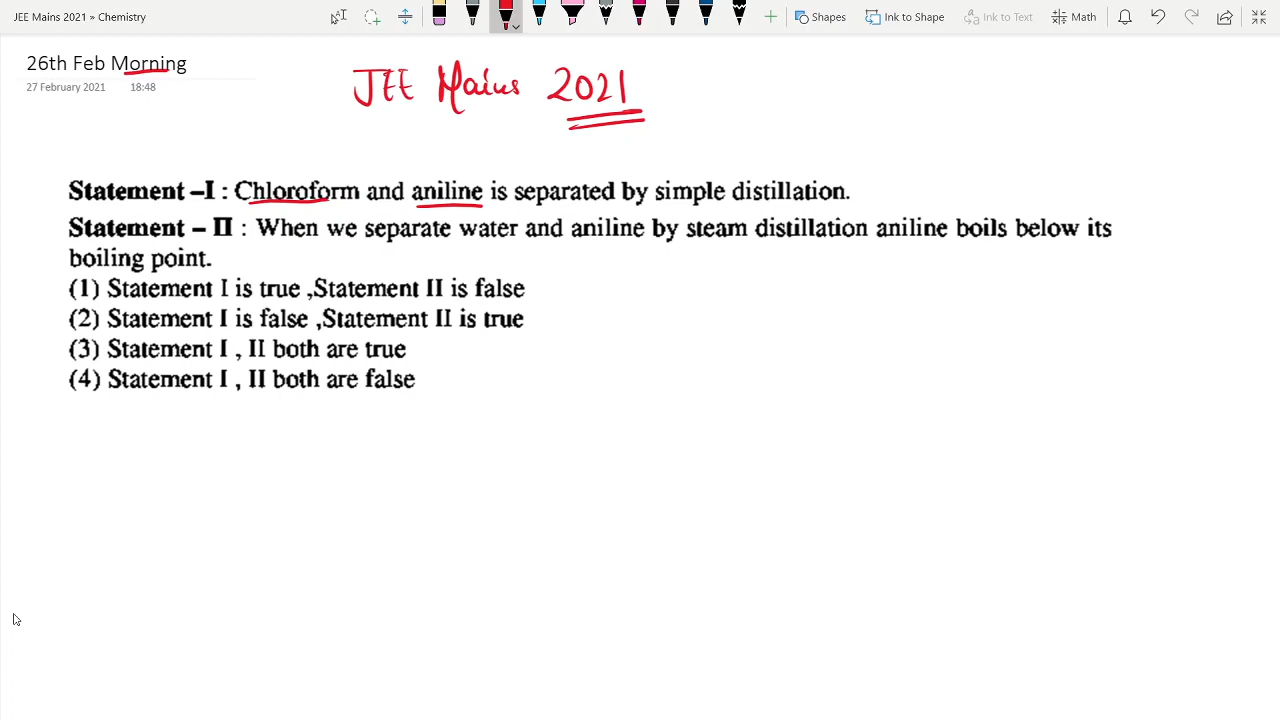 JEE Mains 2021 » Chemistry
Shapes Ink to Shape Ink to Text Math
26th Feb Morning
27 February 2021 18:48
JEE Mains 2021
Statement –I : Chloroform and aniline is separated by simple distillation.
Statement – II : When we separate water and aniline by steam distillation aniline boils below its
boiling point.
(1) Statement I is true ,Statement II is false
(2) Statement I is false ,Statement II is true
(3) Statement I , II both are true
(4) Statement I , II both are false